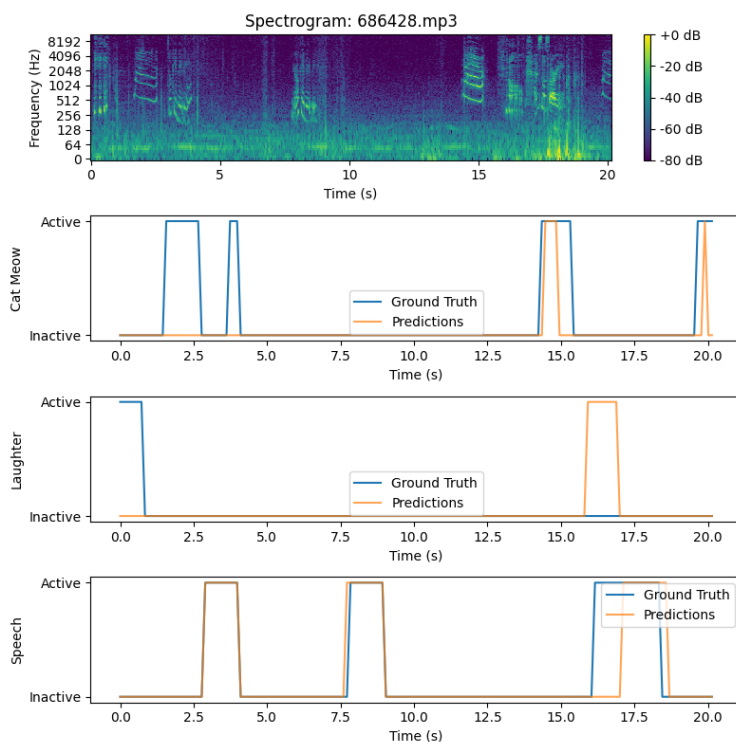 Spectrogram: 686428.mp3
Frequency (Hz)
8192
4096
2048
1024
512
256
128
64
0
0 5 10 15 20
Time (s)
+0 dB
-20 dB
-40 dB
-60 dB
-80 dB
Cat Meow
Active
Inactive
Ground Truth
Predictions
0.0 2.5 5.0 7.5 10.0 12.5 15.0 17.5 20.0
Time (s)
Laughter
Active
Inactive
Ground Truth
Predictions
0.0 2.5 5.0 7.5 10.0 12.5 15.0 17.5 20.0
Time (s)
Speech
Active
Inactive
Ground Truth
Predictions
0.0 2.5 5.0 7.5 10.0 12.5 15.0 17.5 20.0
Time (s)